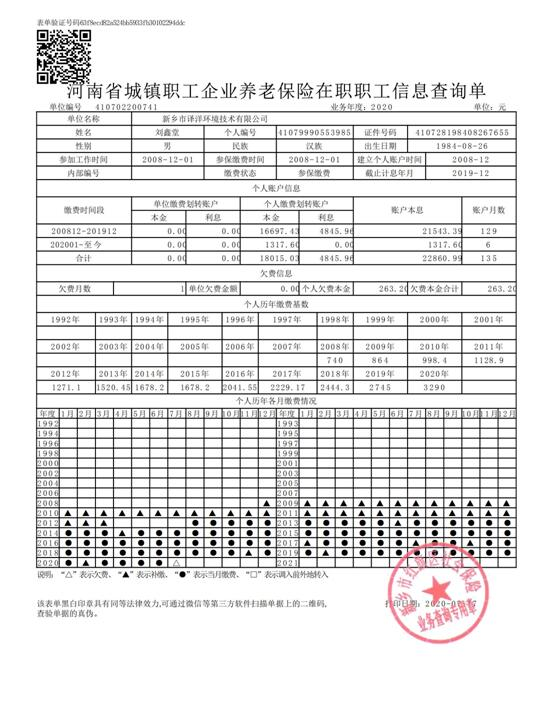 表单验证号码63f8ecd82a524bb5933fb30102294ddc
河南省城镇职工企业养老保险在职职工信息查询单
单位编号 410702200741 业务年度:2020 单位: 元
单位名称 新乡市译洋环境技术有限公司
姓名 刘鑫堂 个人编号 41079990553985 证件号码 410728198408267655
性别 男 民族 汉族 出生日期 1984-08-26
参加工作时间 2008-12-01 参保缴费时间 2008-12-01 建立个人账户时间 2008-12
内部编号 缴费状态 参保缴费 截止计息年月 2019-12
个人账户信息
缴费时间段 单位缴费划转账户 个人缴费划转账户 账户本息 账户月数
本金 利息 本金 利息
200812-201912 0.00 0.00 16697.43 4845.96 21543.39 129
202001-至今 0.00 0.00 1317.60 0.00 1317.60 6
合计 0.00 0.00 18015.03 4845.96 22860.99 135
欠费信息
欠费月数 1 单位欠费金额 0.00 个人欠费本金 263.20 欠费本金合计 263.20
个人历年缴费基数
1992年 1993年 1994年 1995年 1996年 1997年 1998年 1999年 2000年 2001年
2002年 2003年 2004年 2005年 2006年 2007年 2008年 2009年 2010年 2011年
740 864 998.4 1128.9
2012年 2013年 2014年 2015年 2016年 2017年 2018年 2019年 2020年
1271.1 1520.45 1678.2 1678.2 2041.55 2229.17 2444.3 2745 3290
个人历年各月缴费情况
年度 1月 2月 3月 4月 5月 6月 7月 8月 9月 10月 11月 12月 年度 1月 2月 3月 4月 5月 6月 7月 8月 9月 10月 11月 12月
1992 1993
1994 1995
1996 1997
1998 1999
2000 2001
2002 2003
2004 2005
2006 2007
2008 2009
2010 2011
2012 2013
2014 2015
2016 2017
2018 2019
2020 2021
说明: “△”表示欠费、“▲”表示补缴、“●”表示当月缴费、“□”表示调入前外地转入
该表单黑白印章具有同等法律效力,可通过微信等第三方软件扫描单据上的二维码,
查验单据的真伪。
打印日期: 2020-0